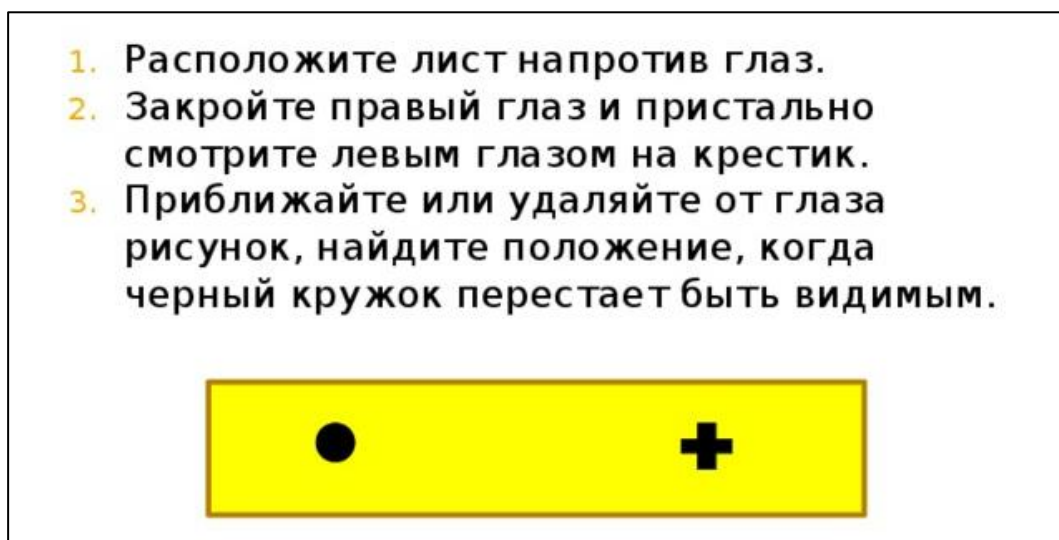 1. Расположите лист напротив глаз.
2. Закройте правый глаз и пристально
смотрите левым глазом на крестик.
3. Приближайте или удаляйте от глаза
рисунок, найдите положение, когда
черный кружок перестает быть видимым.